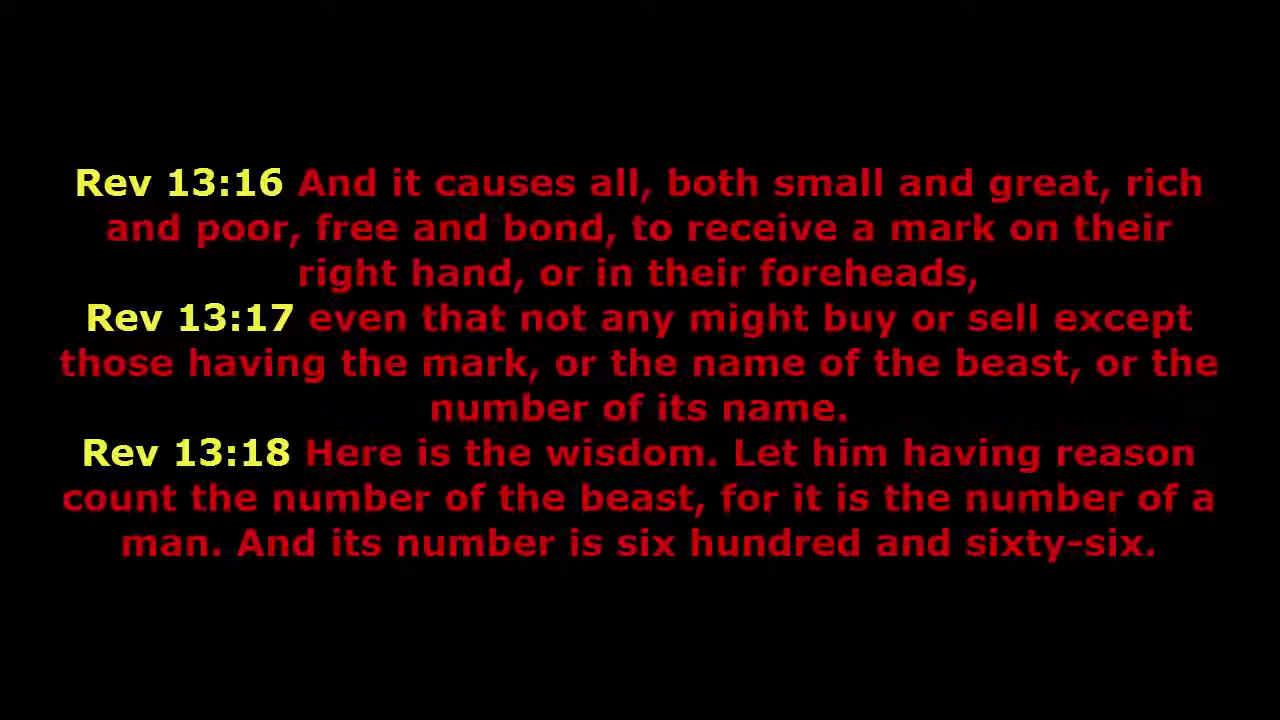 Rev 13:16 And it causes all, both small and great, rich
and poor, free and bond, to receive a mark on their
right hand, or in their foreheads,
Rev 13:17 even that not any might buy or sell except
those having the mark, or the name of the beast, or the
number of its name.
Rev 13:18 Here is the wisdom. Let him having reason
count the number of the beast, for it is the number of a
man. And its number is six hundred and sixty-six.